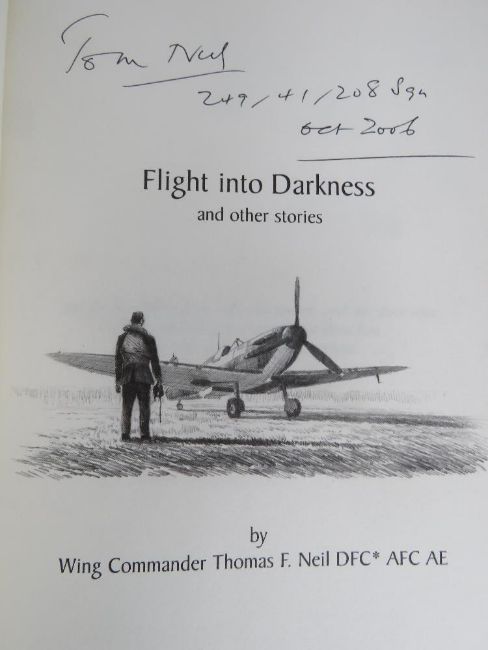 Tom Neil
249/41/208 Sqn
Oct 2006
Flight into Darkness
and other stories
by
Wing Commander Thomas F. Neil DFC* AFC AE